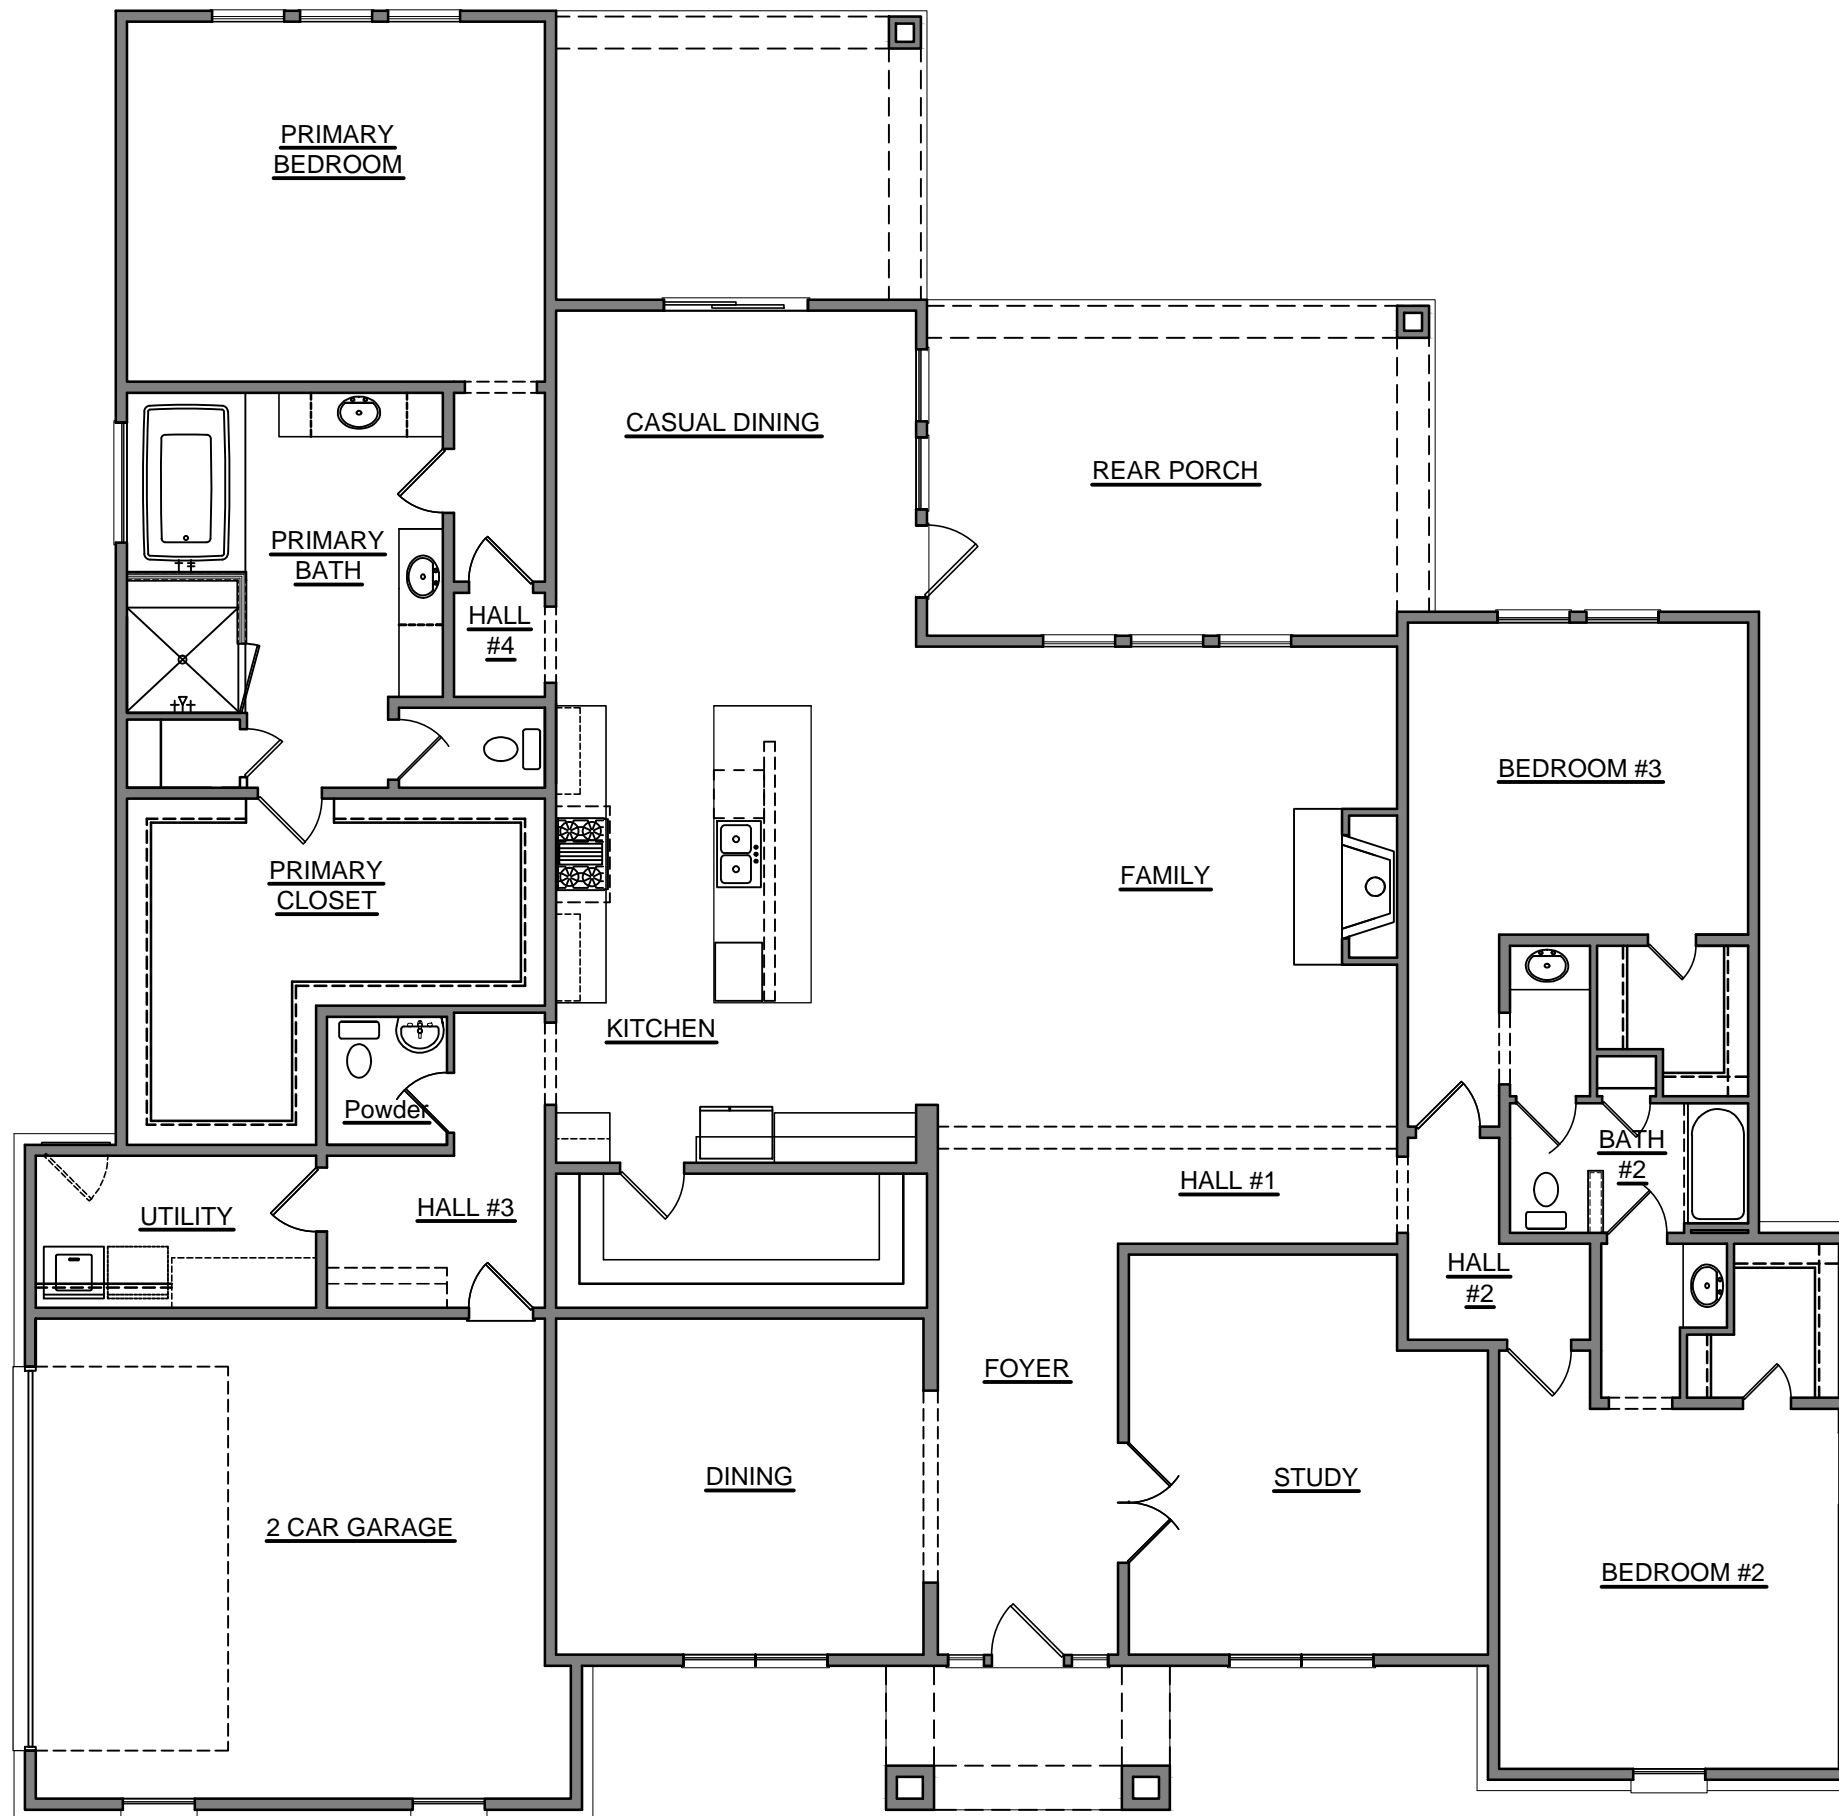 PRIMARY
BEDROOM
CASUAL DINING
REAR PORCH
PRIMARY
BATH
HALL
#4
BEDROOM #3
PRIMARY
CLOSET
FAMILY
KITCHEN
Powder
BATH
#2
HALL #1
HALL #3
UTILITY
HALL
#2
FOYER
DINING
STUDY
2 CAR GARAGE
BEDROOM #2